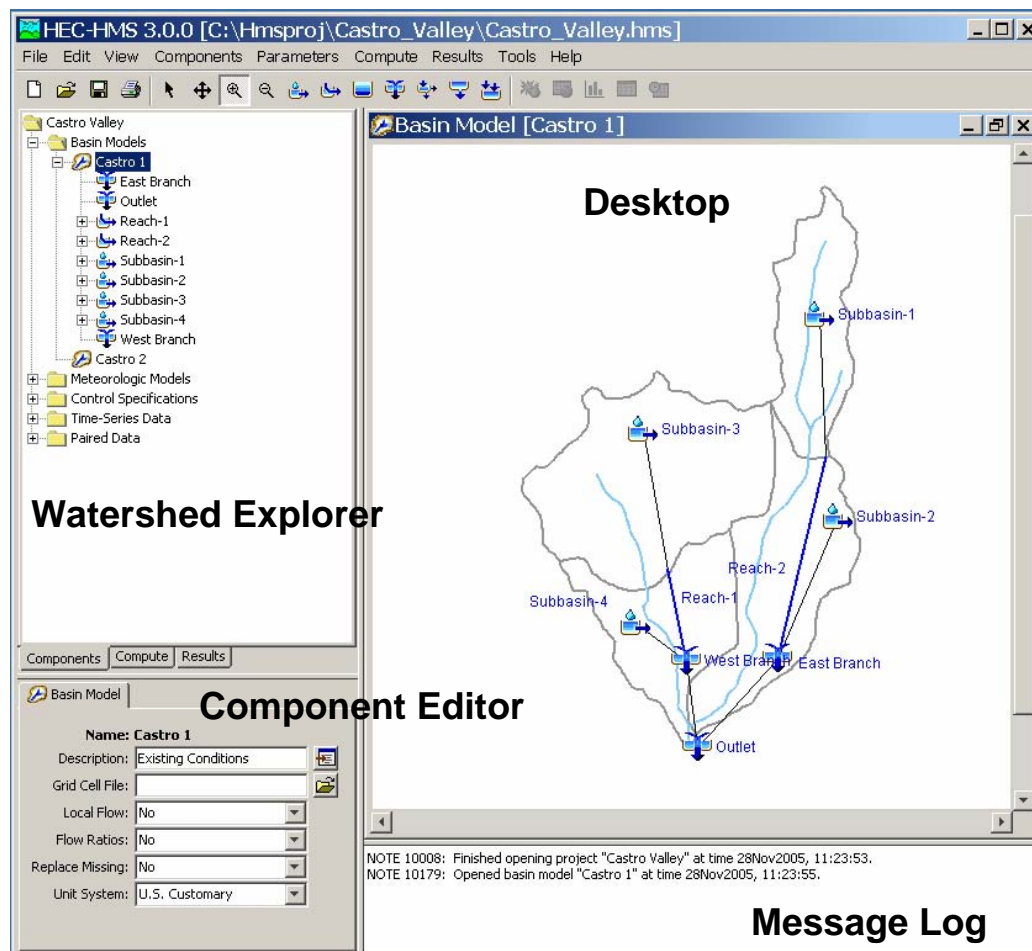 HEC-HMS 3.0.0 [C:\Hmsproj\Castro_Valley\Castro_Valley.hms]
File Edit View Components Parameters Compute Results Tools Help
Castro Valley
Basin Models
Castro 1
East Branch
Outlet
Reach-1
Reach-2
Subbasin-1
Subbasin-2
Subbasin-3
Subbasin-4
West Branch
Castro 2
Meteorologic Models
Control Specifications
Time-Series Data
Paired Data
Watershed Explorer
Components Compute Results
Basin Model [Castro 1]
Desktop
Subbasin-1
Subbasin-3
Subbasin-2
Reach-2
Reach-1
Subbasin-4
West Branch
East Branch
Outlet
Basin Model
Component Editor
Name: Castro 1
Description: Existing Conditions
Grid Cell File:
Local Flow: No
Flow Ratios: No
Replace Missing: No
Unit System: U.S. Customary
NOTE 10008: Finished opening project "Castro Valley" at time 28Nov2005, 11:23:53.
NOTE 10179: Opened basin model "Castro 1" at time 28Nov2005, 11:23:55.
Message Log